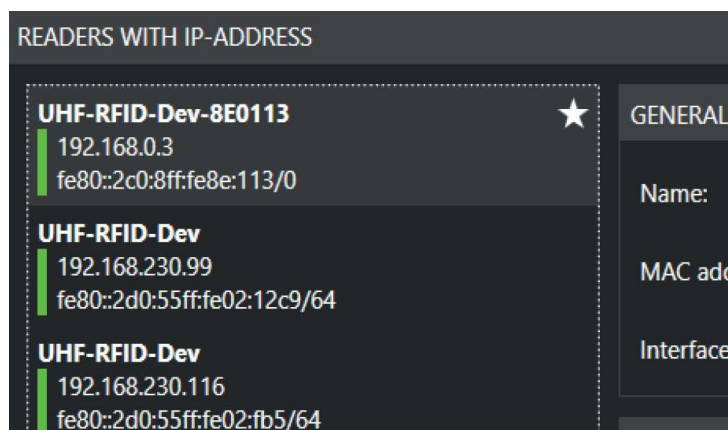 READERS WITH IP-ADDRESS
UHF-RFID-Dev-8E0113
192.168.0.3
fe80::2c0:8ff:fe8e:113/0
UHF-RFID-Dev
192.168.230.99
fe80::2d0:55ff:fe02:12c9/64
UHF-RFID-Dev
192.168.230.116
fe80::2d0:55ff:fe02:fb5/64
GENERAL
Name:
MAC add
Interface